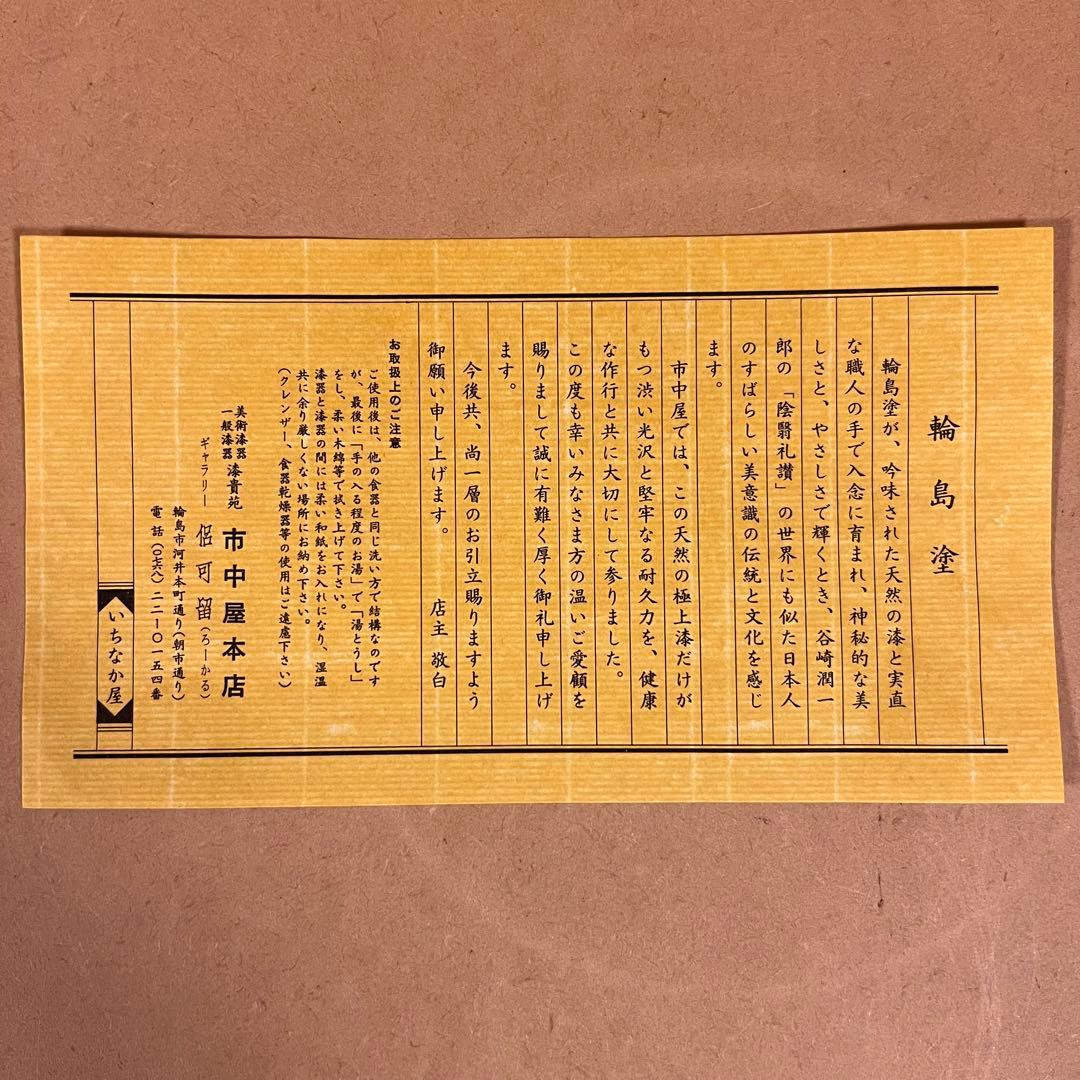 輪島塗
輪島塗が、吟味された天然の漆と実直
な職人の手で入念に育まれ、神秘的な美
しさと、やさしさで輝くとき、谷崎潤一
郎の「陰翳礼讃」の世界にも似た日本人
のすばらしい美意識の伝統と文化を感じ
ます。
市中屋では、この天然の極上漆だけが
もつ渋い光沢と堅牢なる耐久力を、健康
な作行と共に大切にして参りました。
この度も幸いみなさま方の温いご愛顧を
賜りまして誠に有難く厚く御礼申し上げ
ます。
今後共、尚一層のお引立賜りますよう
御願い申し上げます。 店主 敬白
お取扱上のご注意
ご使用後は、他の食器と同じ洗い方で結構なのです
が、最後に「手の入る程度のお湯」で「湯とうし」
をし、柔い木綿等で拭き上げて下さい。
漆器と漆器の間には柔い和紙をお入れになり、湿温
共に余り厳しくない場所にお納め下さい。
(クレンザー、食器乾燥器等の使用はご遠慮下さい)
美術漆器
一般漆器 漆貴苑 市中屋本店
ギャラリー 侶可留(ろーかる)
輪島市河井本町通り(朝市通り)
電話(〇七六八)二二ー〇一五四番
いちなか屋